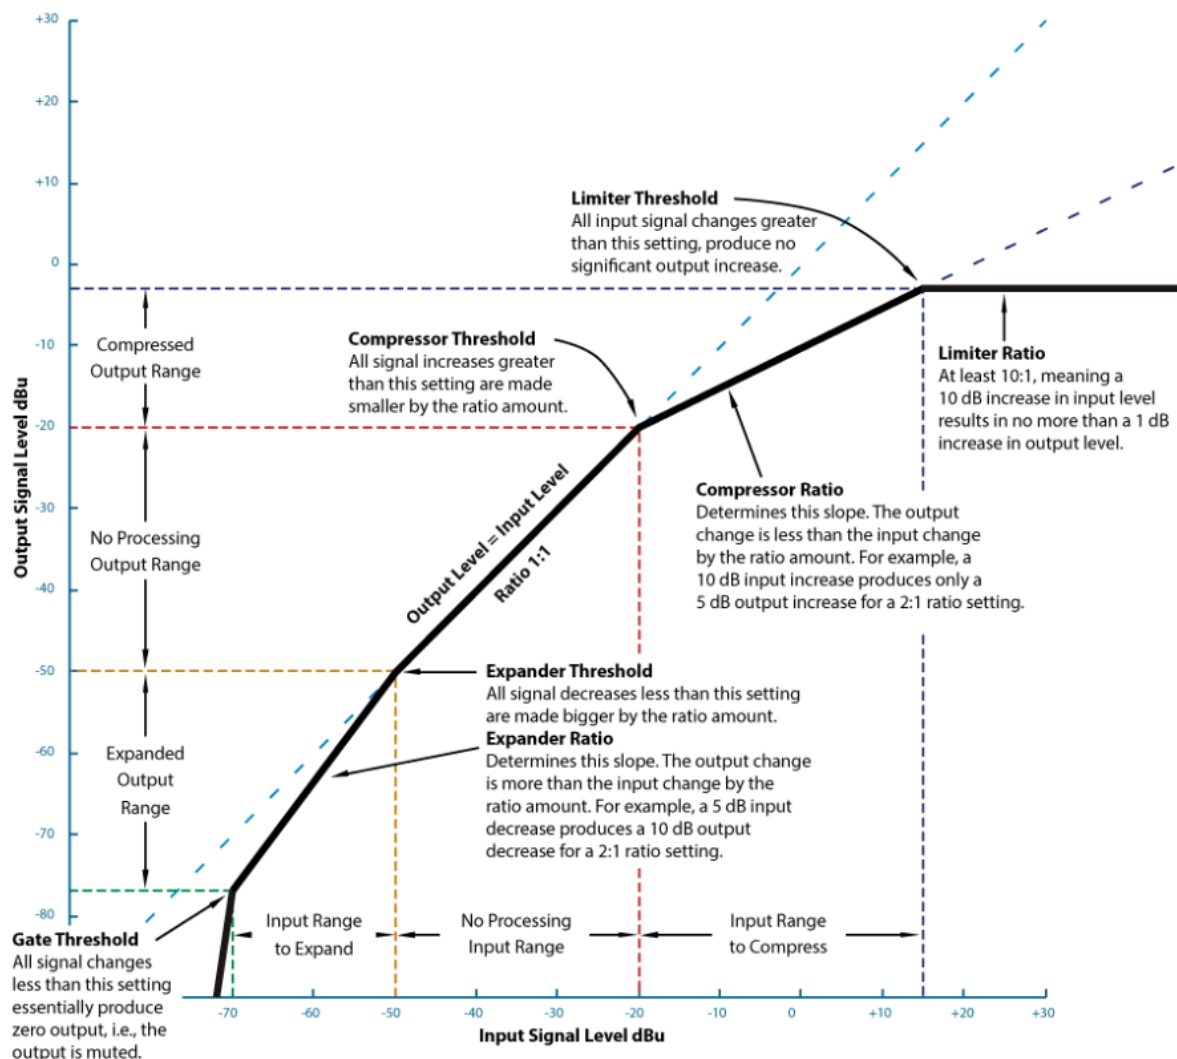 +30
+20
+10
0
-10
-20
-30
-40
-50
-60
-70
-80
Output Signal Level dBu
Limiter Threshold
All input signal changes greater
than this setting, produce no
significant output increase.
Compressed
Output Range
Compressor Threshold
All signal increases greater
than this setting are made
smaller by the ratio amount.
Limiter Ratio
At least 10:1, meaning a
10 dB increase in input level
results in no more than a 1 dB
increase in output level.
No Processing
Output Range
Output Level = Input Level
Ratio 1:1
Compressor Ratio
Determines this slope. The output
change is less than the input change
by the ratio amount. For example, a
10 dB input increase produces only a
5 dB output increase for a 2:1 ratio setting.
Expander Threshold
All signal decreases less than this setting
are made bigger by the ratio amount.
Expander Ratio
Determines this slope. The output change
is more than the input change by the
ratio amount. For example, a 5 dB input
decrease produces a 10 dB output
decrease for a 2:1 ratio setting.
Expanded
Output
Range
Gate Threshold
All signal changes
less than this setting
essentially produce
zero output, i.e., the
output is muted.
Input Range
to Expand
No Processing
Input Range
Input Range
to Compress
-70
-60
-50
-40
-30
-20
-10
0
+10
+20
+30
Input Signal Level dBu